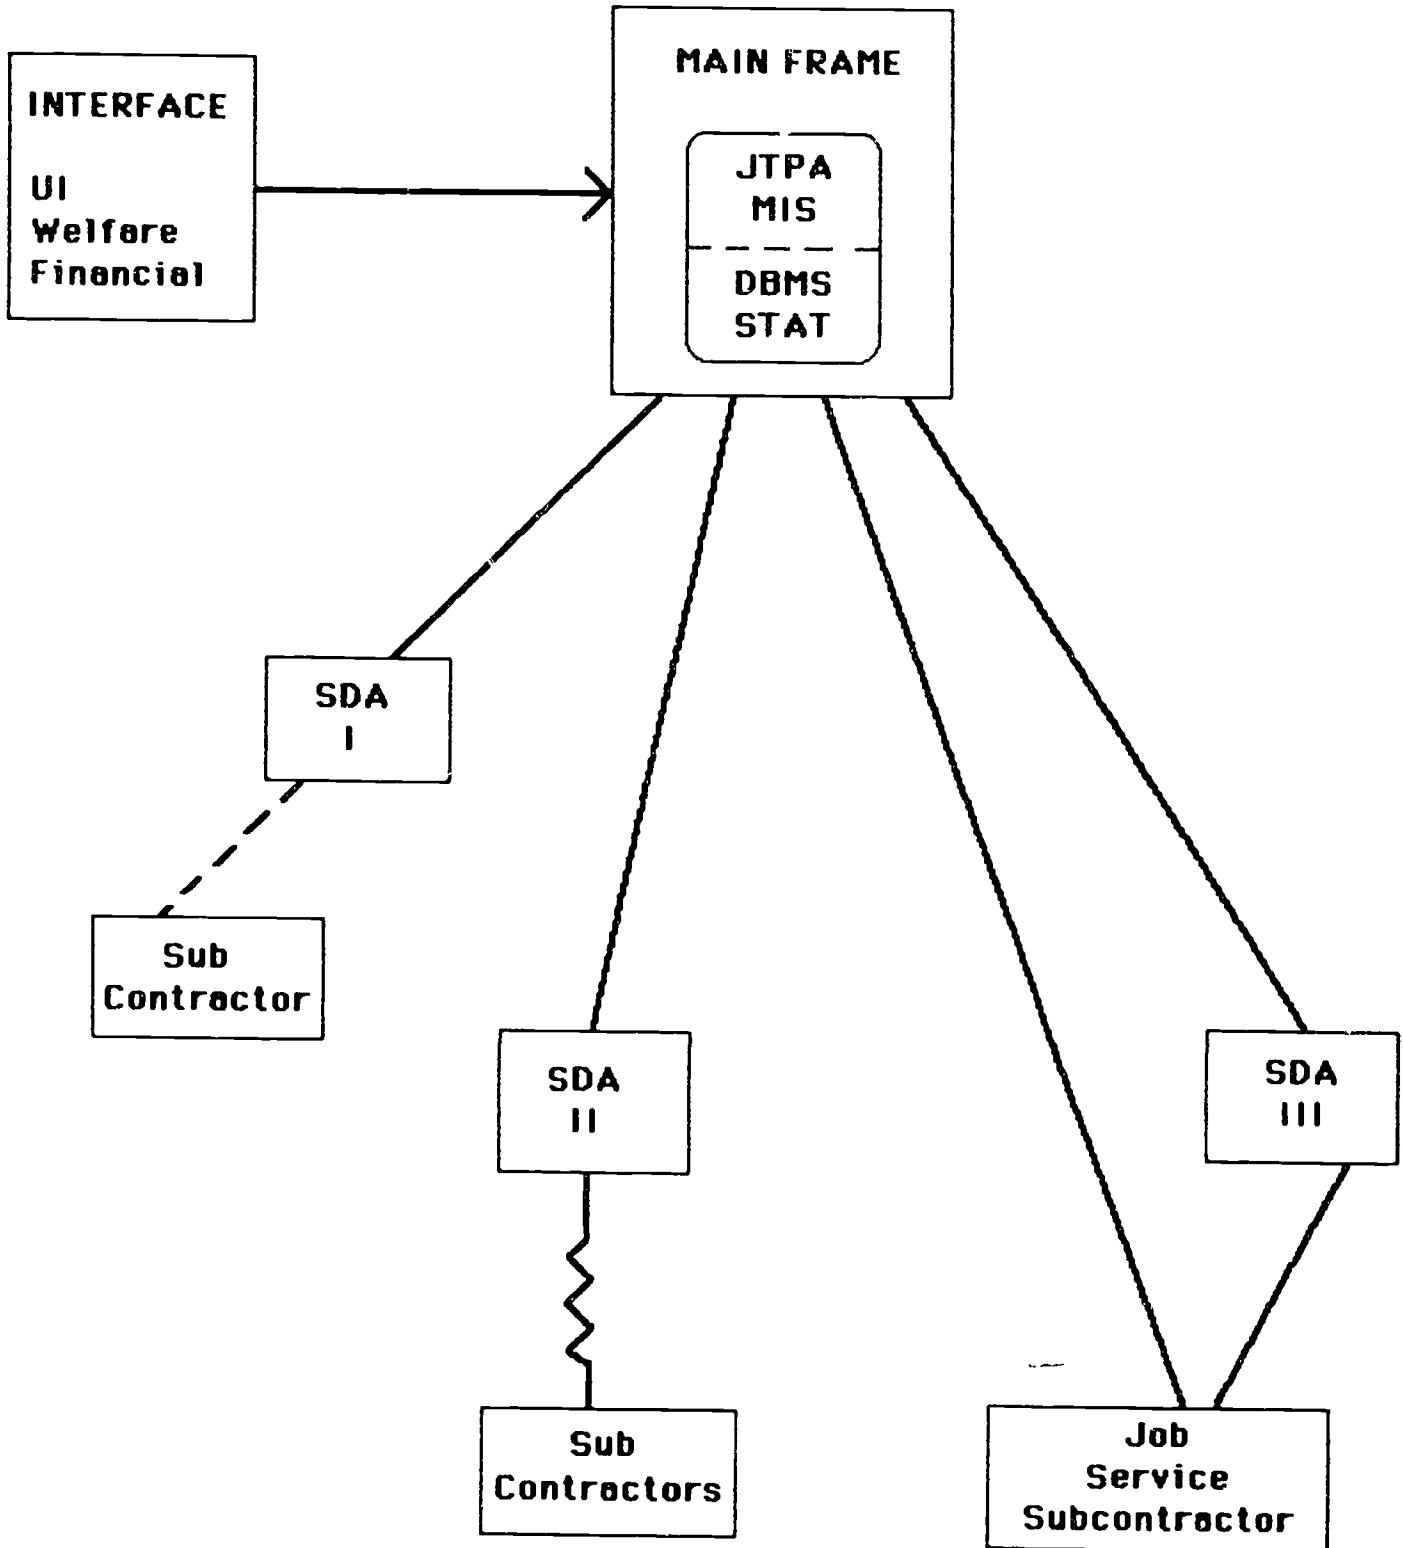 MAIN FRAME
INTERFACE
UI
Welfare
Financial
JTPA
MIS
DBMS
STAT
SDA
I
Sub
Contractor
SDA
II
SDA
III
Sub
Contractors
Job
Service
Subcontractor